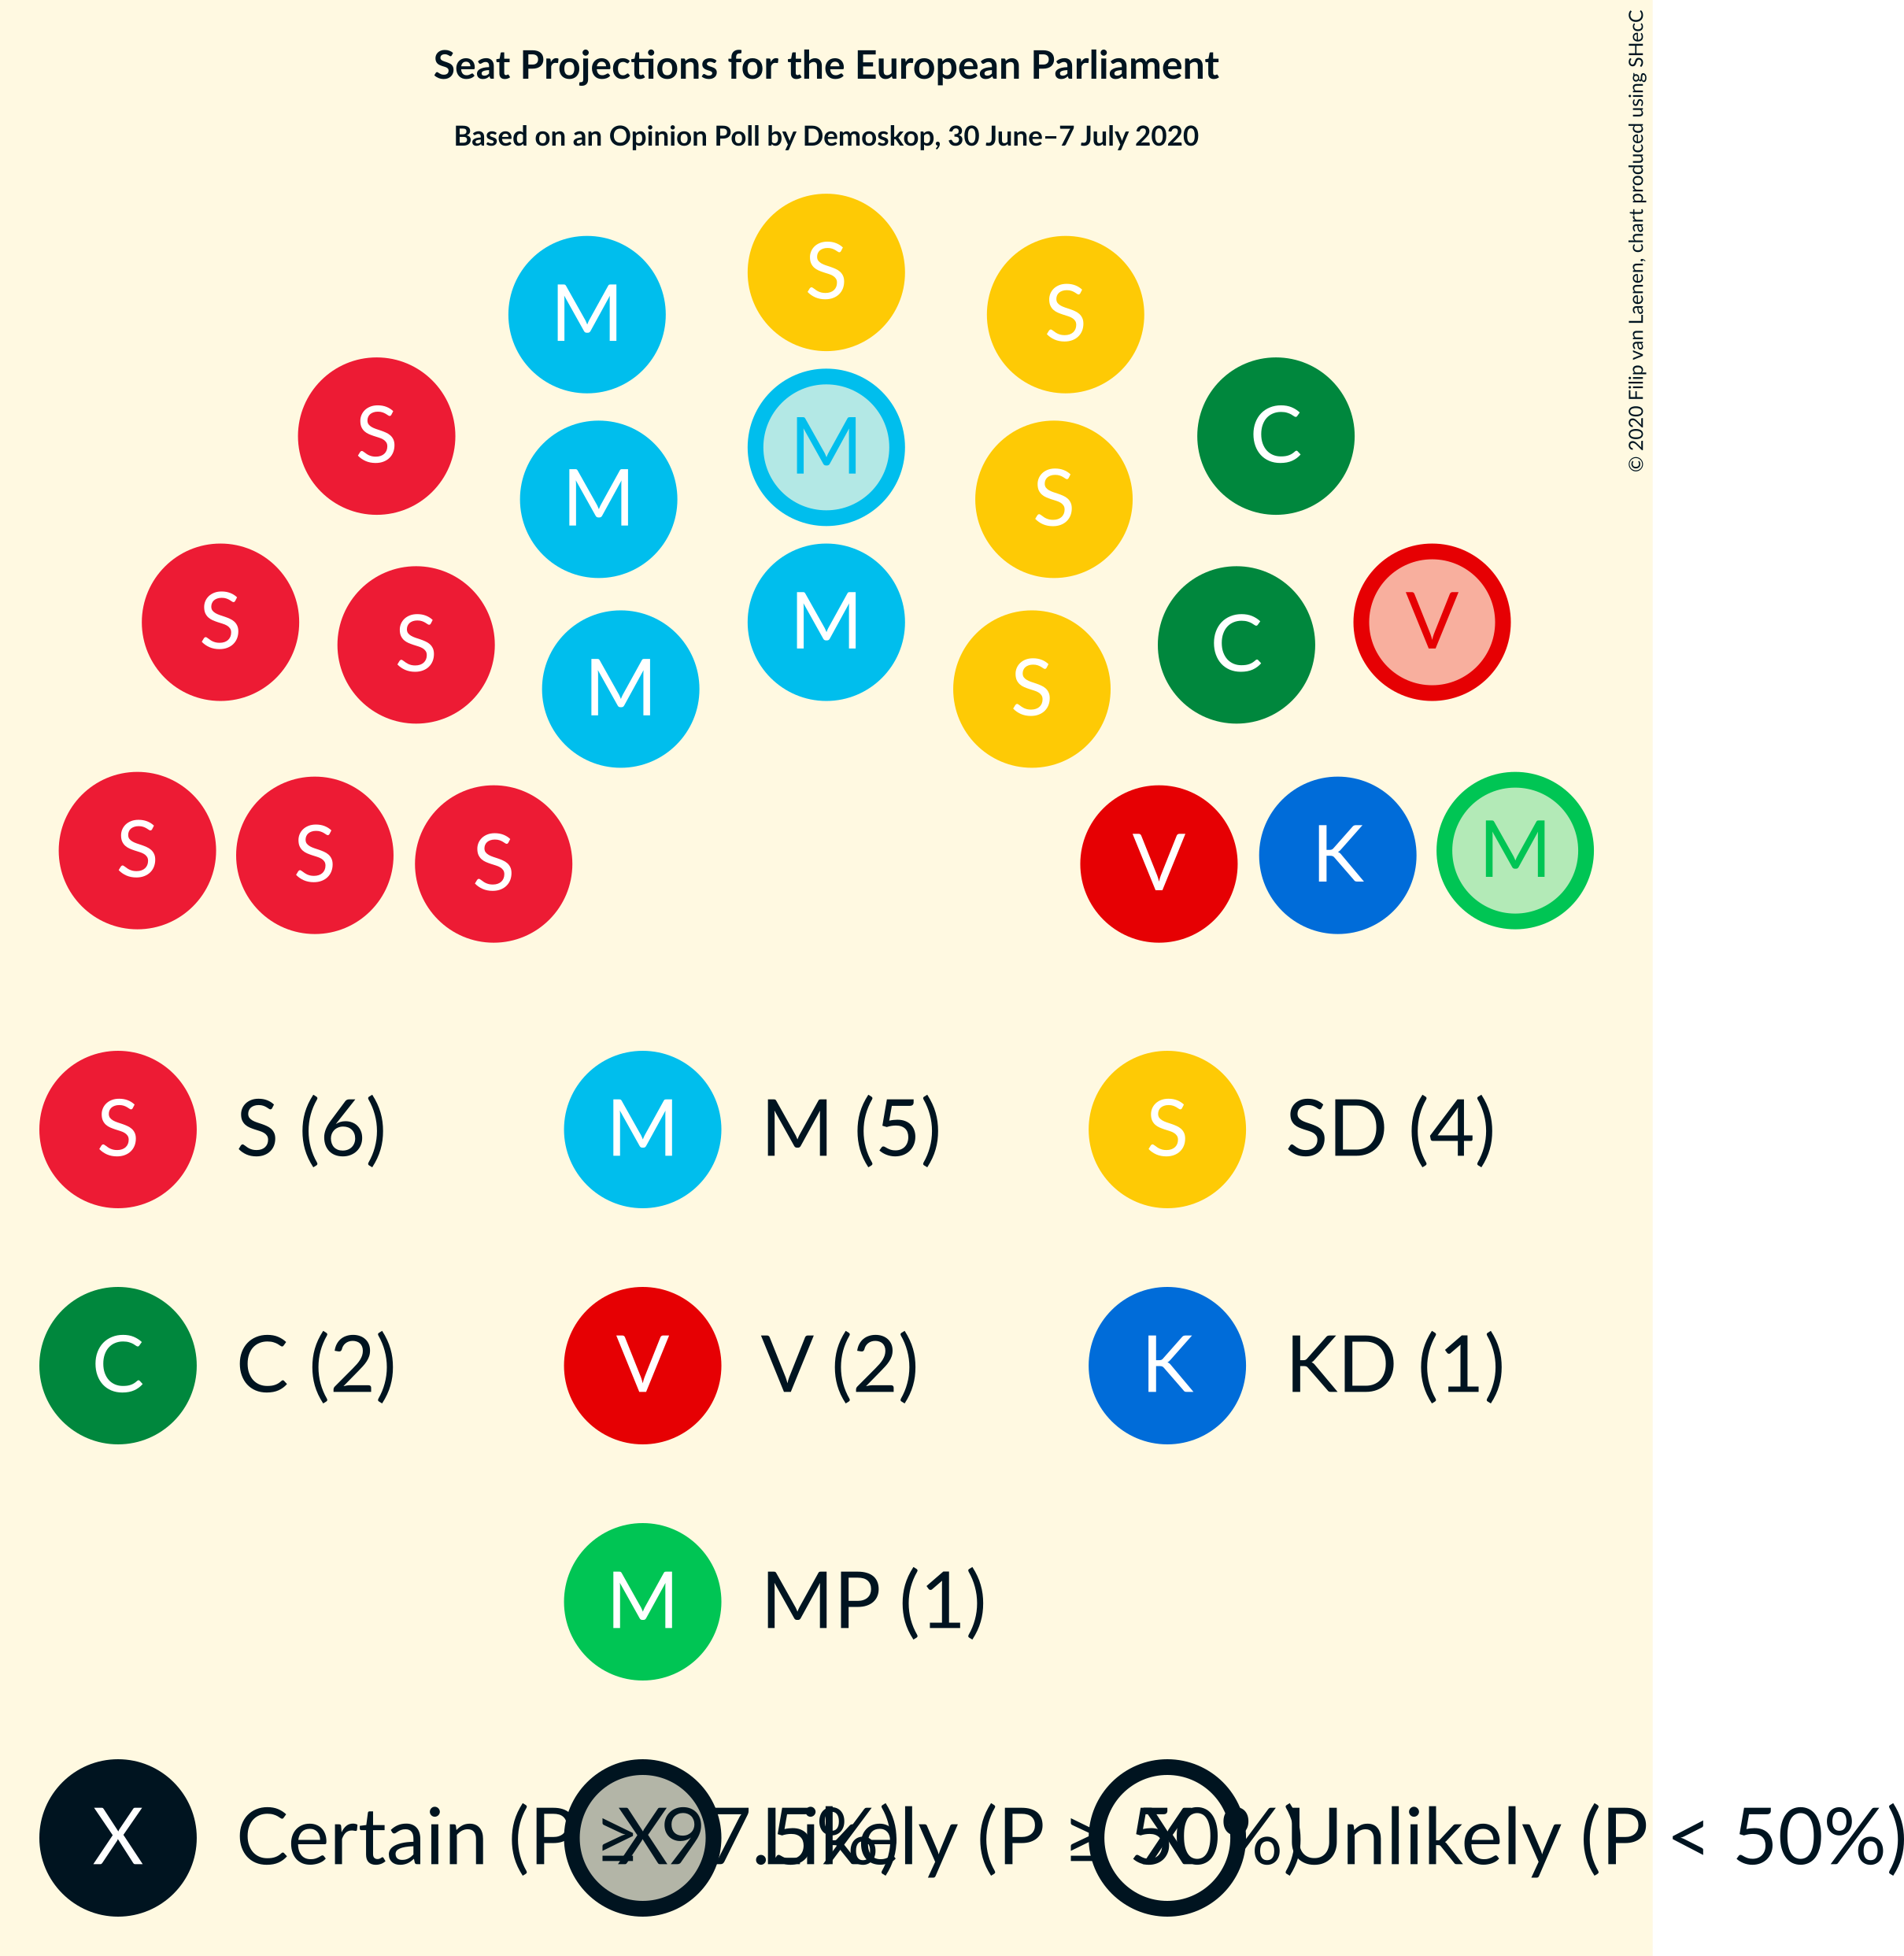 Seat Projections for the European Parliament
Based on an Opinion Poll by Demoskop, 30 June–7 July 2020
© 2020 Filip van Laenen, chart produced using SHecC
S
M S
S M S C
M S
S M V
S C
M S
S K M
S V
S S (6) M M (5) S SD (4)
C C (2) V V (2) K KD (1)
M MP (1)
X Certain (P ≥ 97.5%) X Likely (P ≥ 50%) X Unlikely (P < 50%)